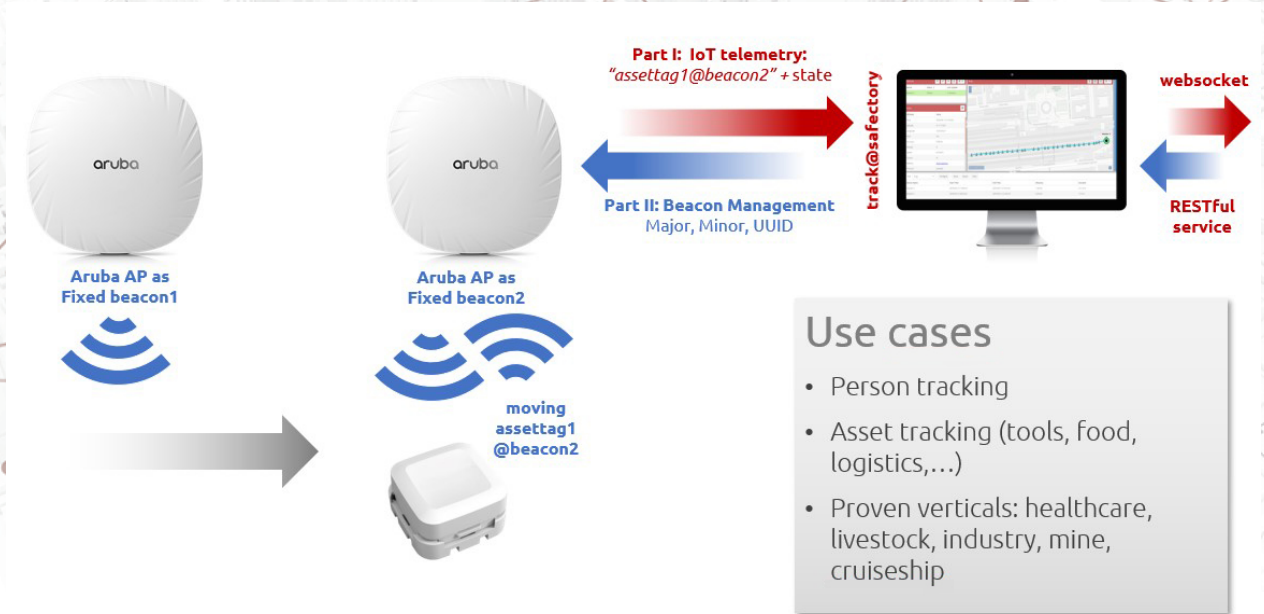 Part I: IoT telemetry:
"assettag1@beacon2" + state
track@safectory
websocket
aruba
aruba
Part II: Beacon Management
Major, Minor, UUID
RESTful
service
Aruba AP as
Fixed beacon1
Aruba AP as
Fixed beacon2
moving
assettag1
@beacon2
Use cases
• Person tracking
• Asset tracking (tools, food,
logistics,…)
• Proven verticals: healthcare,
livestock, industry, mine,
cruiseship